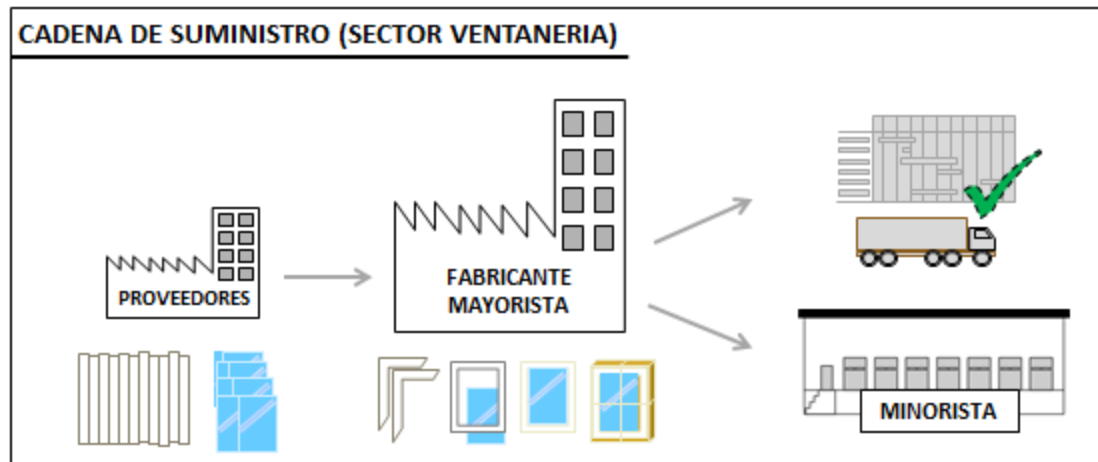 CADENA DE SUMINISTRO (SECTOR VENTANERIA)
PROVEEDORES
FABRICANTE
MAYORISTA
MINORISTA